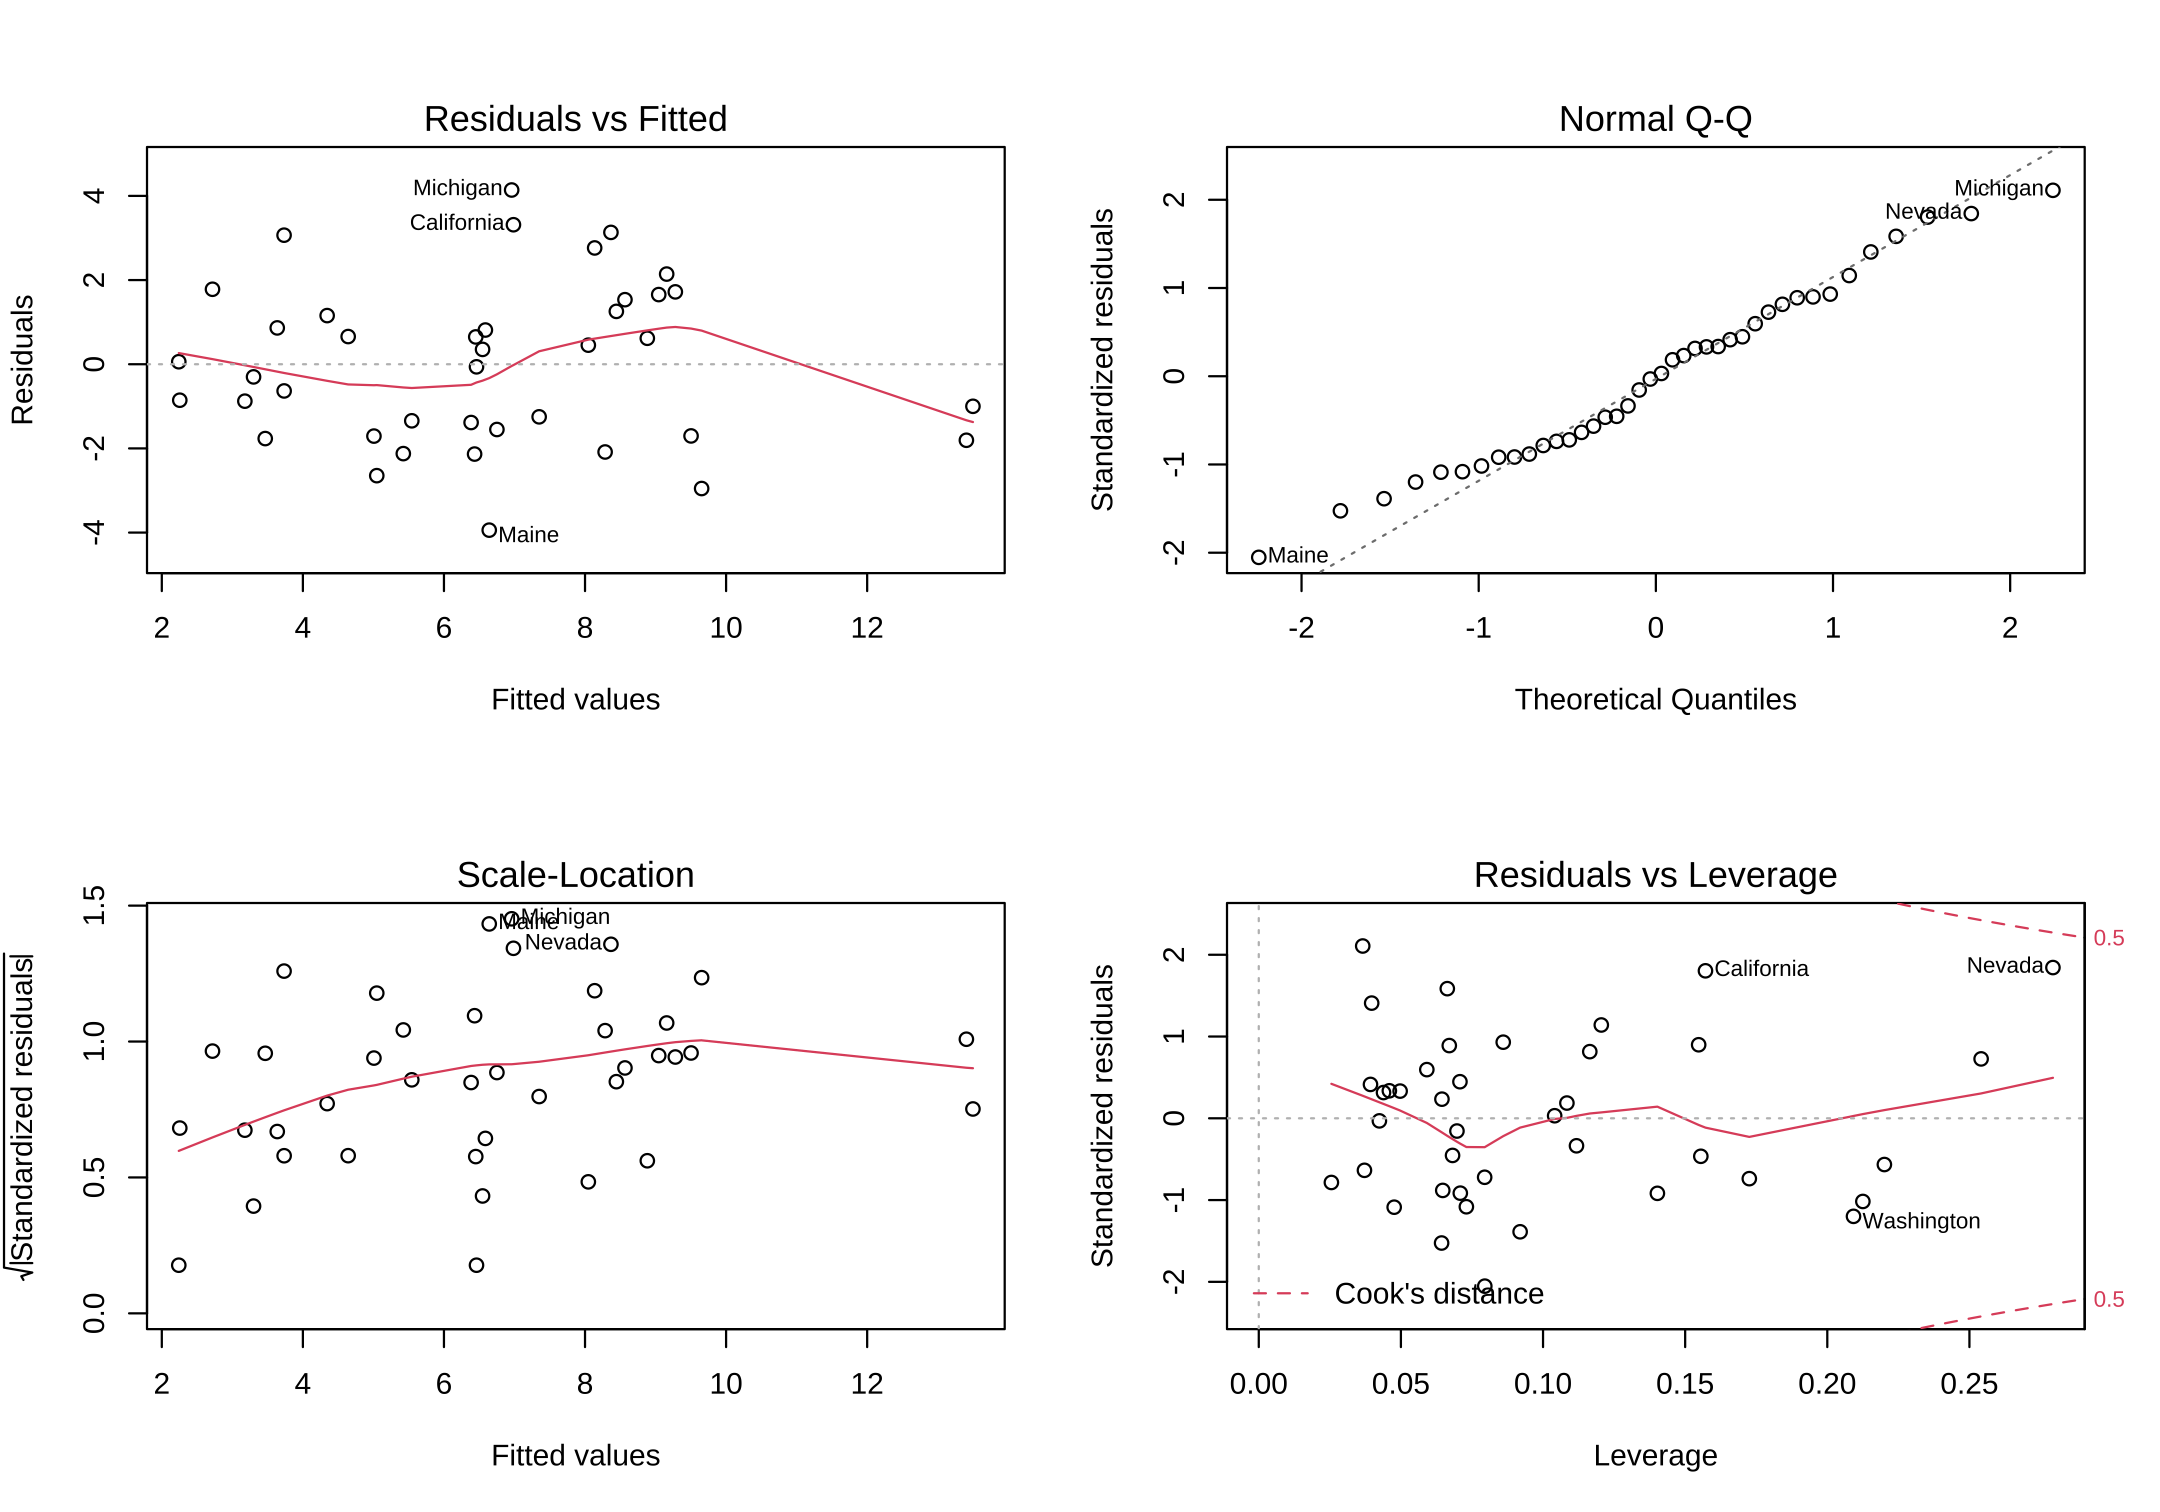 Residuals vs Fitted
Residuals
4
2
0
-2
-4
Michigan
California
Maine
2 4 6 8 10 12
Fitted values
Normal Q-Q
Standardized residuals
2
1
0
-1
-2
Michigan
Nevada
Maine
-2 -1 0 1 2
Theoretical Quantiles
Scale-Location
√|Standardized residuals|
1.5
1.0
0.5
0.0
Michigan
Maine
Nevada
2 4 6 8 10 12
Fitted values
Residuals vs Leverage
Standardized residuals
2
1
0
-1
-2
0.5
California
Nevada
Washington
Cook's distance
0.5
0.00 0.05 0.10 0.15 0.20 0.25
Leverage